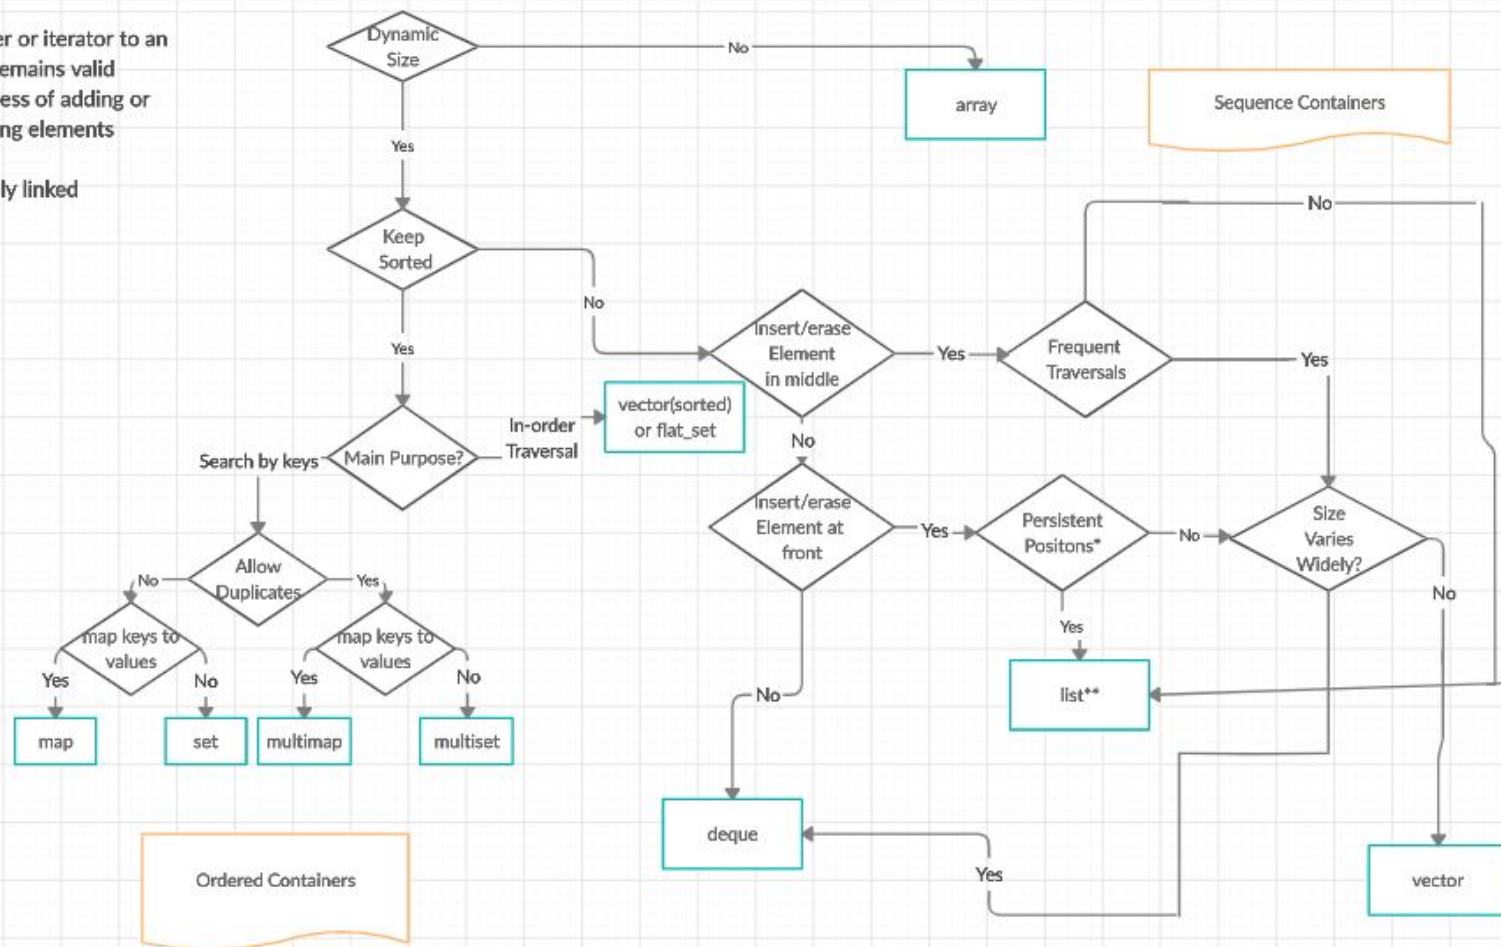 er or iterator to an
emains valid
ess of adding or
ng elements
ly linked
Dynamic
Size
No
array
Sequence Containers
Yes
Keep
Sorted
No
No
Yes
Insert/erase
Element
in middle
Yes
Frequent
Traversals
Yes
vector(sorted)
or flat_set
In-order
Traversal
Main Purpose?
Search by keys
No
Insert/erase
Element at
front
Yes
Persistent
Positons*
No
Size
Varies
Widely?
No
Allow
Duplicates
No
Yes
map keys to
values
map keys to
values
Yes
No
Yes
No
Yes
list**
No
map
set
multimap
multiset
deque
Yes
vector
Ordered Containers